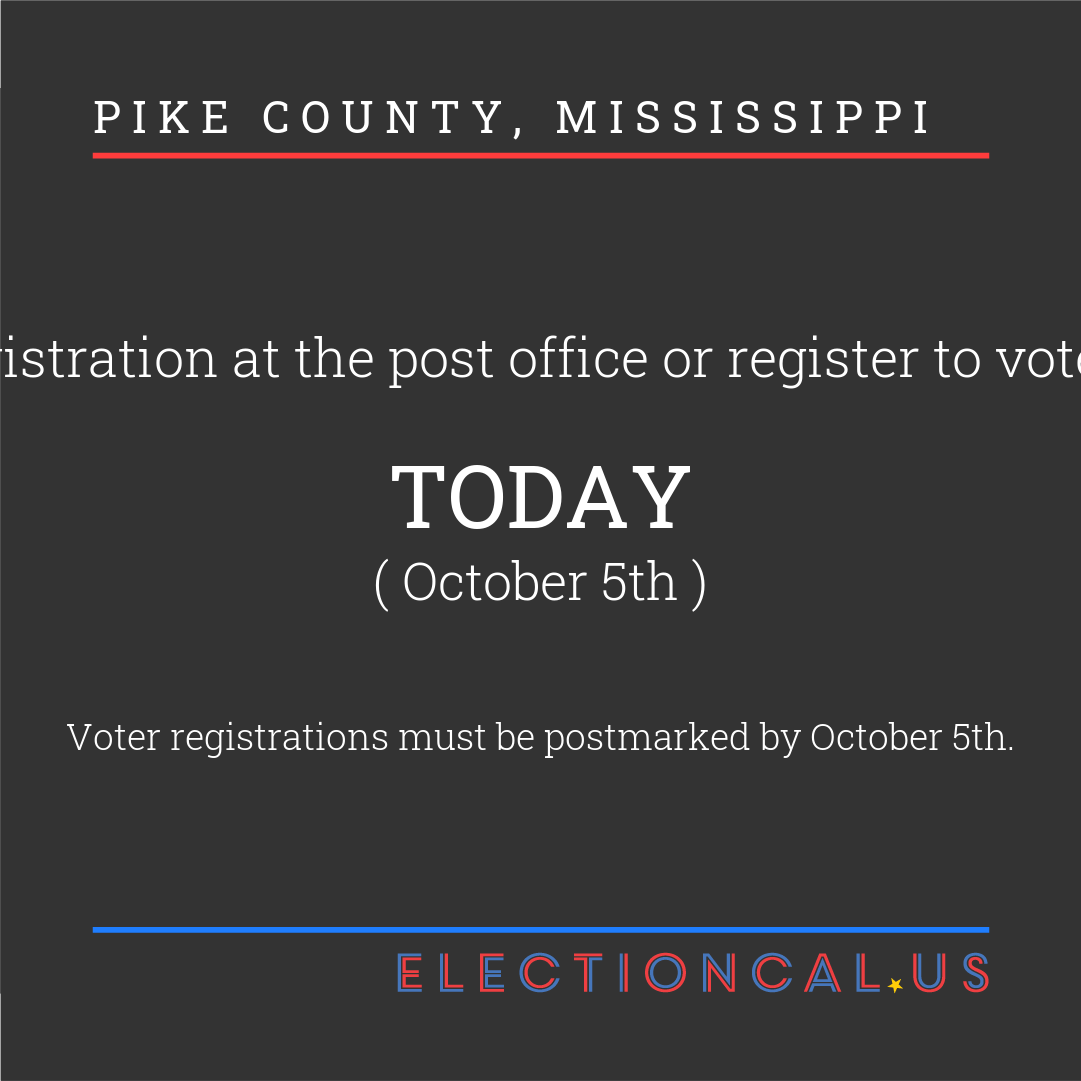 PIKE COUNTY, MISSISSIPPI
istration at the post office or register to vot
TODAY
( October 5th )
Voter registrations must be postmarked by October 5th.
ELECTIONCAL.US